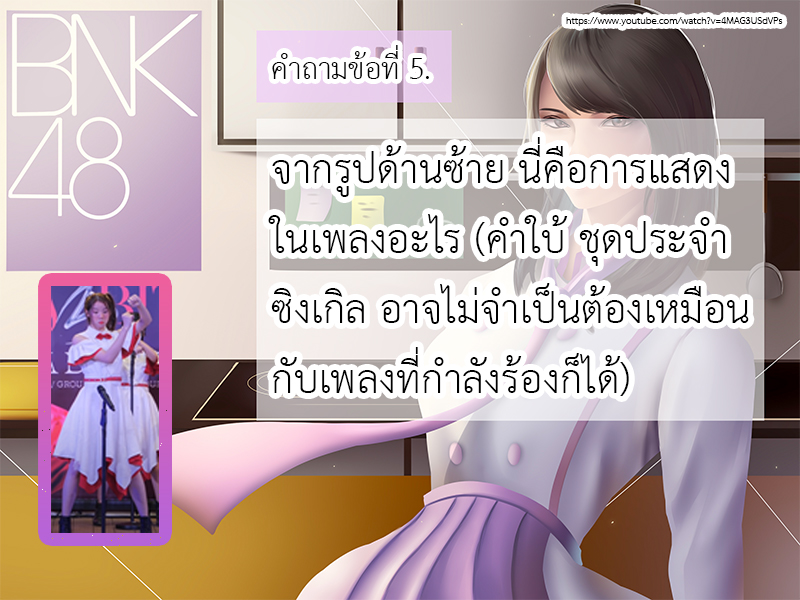 https://www.youtube.com/watch?v=4MAG3USdVPs
BNK
48
คำถามข้อที่ 5.
จากรูปด้านซ้าย นี่คือการแสดง
ในเพลงอะไร (คำใบ้ ชุดประจำ
ซิงเกิล อาจไม่จำเป็นต้องเหมือน
กับเพลงที่กำลังร้องก็ได้)